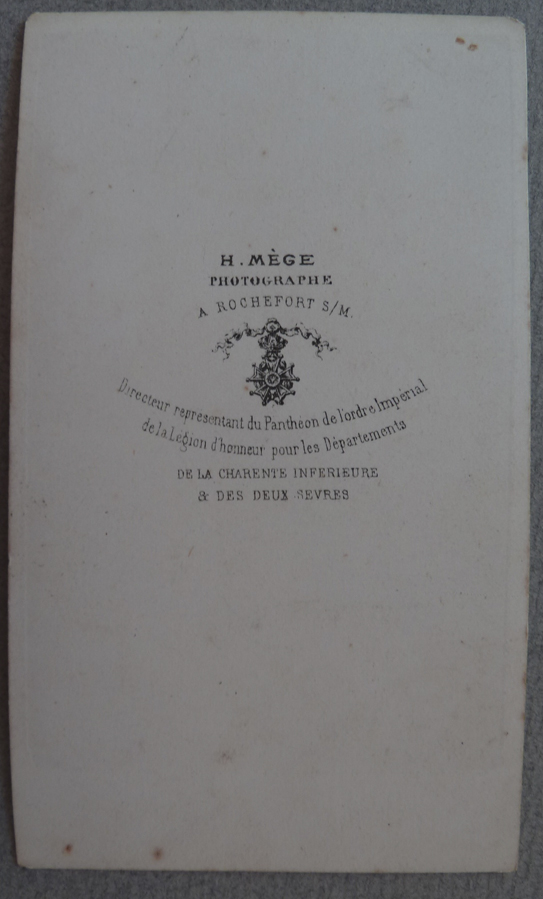 H. MÈGE
PHOTOGRAPHE
A ROCHEFORT S/M.
Directeur representant du Panthéon de l'ordre Impérial
de la Légion d'honneur pour les Départements
DE LA CHARENTE INFERIEURE
& DES DEUX SEVRES